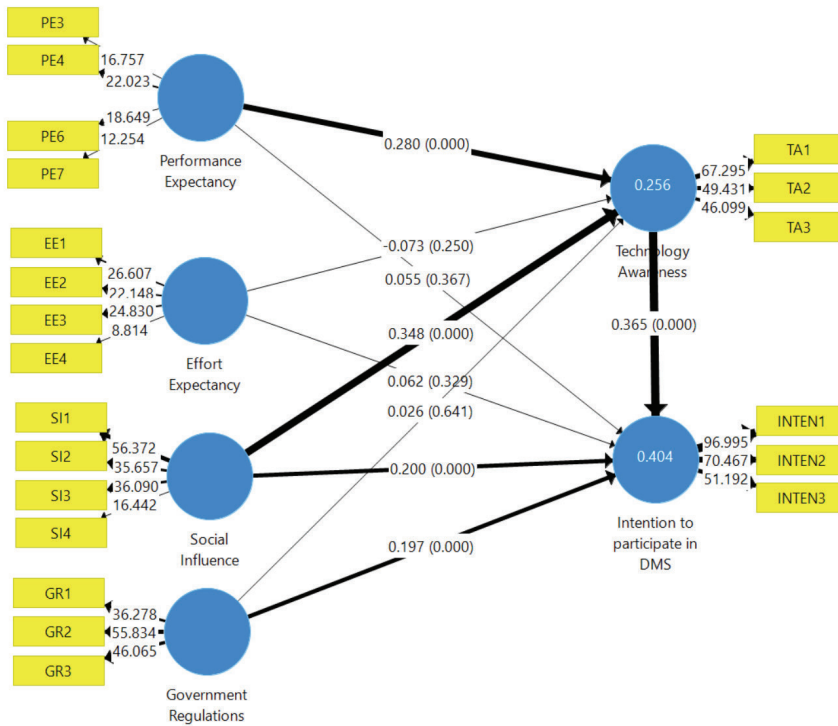 PE3
PE4
PE6
PE7
16.757
22.023
18.649
12.254
Performance
Expectancy
EE1
EE2
EE3
EE4
26.607
22.148
24.830
8.814
Effort
Expectancy
SI1
SI2
SI3
SI4
56.372
35.657
36.090
16.442
Social
Influence
GR1
GR2
GR3
36.278
55.834
46.065
Government
Regulations
0.280 (0.000)
-0.073 (0.250)
0.055 (0.367)
0.348 (0.000)
0.062 (0.329)
0.026 (0.641)
0.200 (0.000)
0.197 (0.000)
0.256
Technology
Awareness
0.365 (0.000)
0.404
Intention to
participate in
DMS
67.295
49.431
46.099
TA1
TA2
TA3
96.995
70.467
51.192
INTEN1
INTEN2
INTEN3